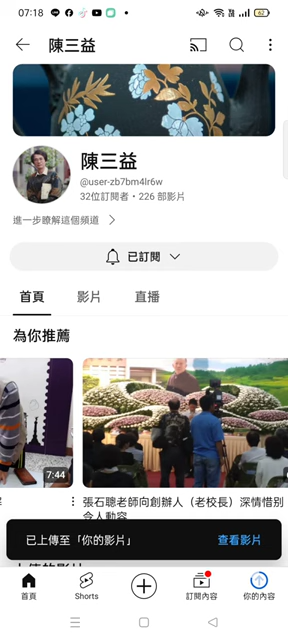 07:18
62
陳三益
陳三益
@user-zb7bm4lr6w
32位訂閱者・226 部影片
進一步瞭解這個頻道
已訂閱
首頁 影片 直播
為你推薦
7:44
張石聰老師向創辦人（老校長）深情惜别
令人動容
已上傳至「你的影片」 查看影片
首頁 Shorts 訂閱內容 你的內容